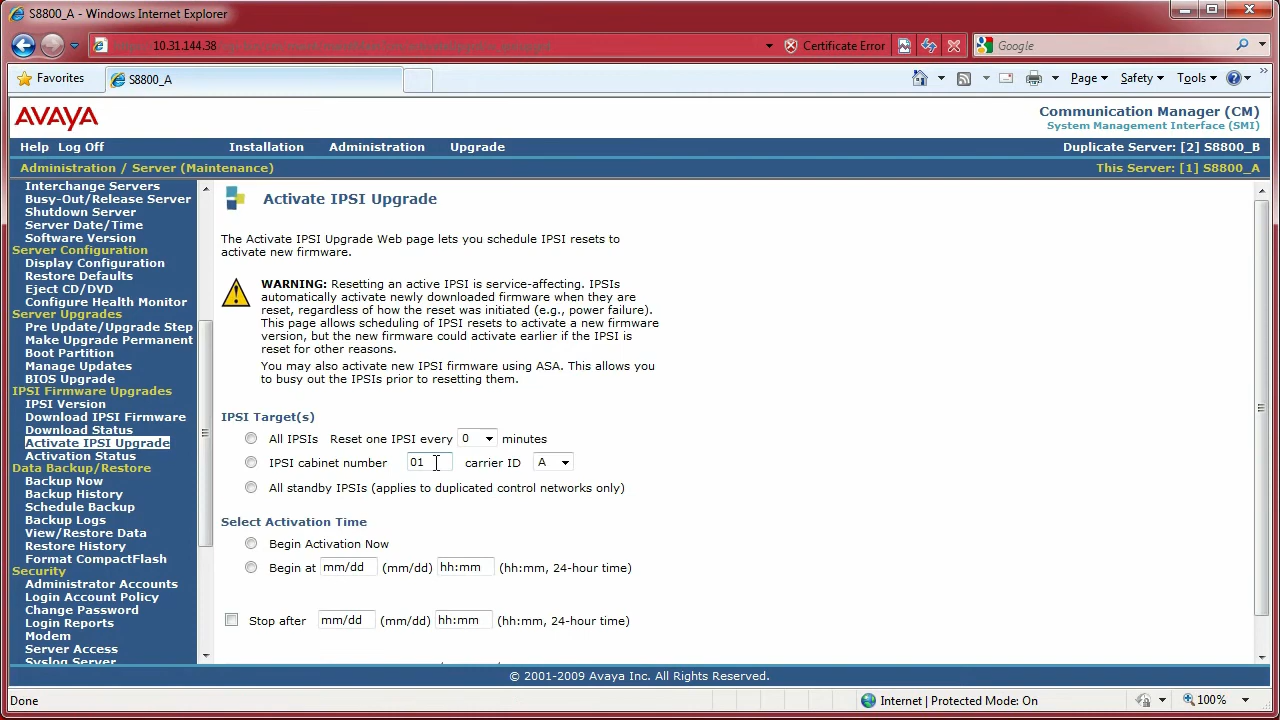 S8800_A - Windows Internet Explorer
10.31.144.38
Certificate Error
Google
Favorites
S8800_A
Page
Safety
Tools
AVAYA
Communication Manager (CM)
System Management Interface (SMI)
Help Log Off
Installation
Administration
Upgrade
Duplicate Server: [2] S8800_B
Administration / Server (Maintenance)
This Server: [1] S8800_A
Interchange Servers
Busy-Out/Release Server
Shutdown Server
Server Date/Time
Software Version
Server Configuration
Display Configuration
Restore Defaults
Eject CD/DVD
Configure Health Monitor
Server Upgrades
Pre Update/Upgrade Step
Make Upgrade Permanent
Boot Partition
Manage Updates
BIOS Upgrade
IPSI Firmware Upgrades
IPSI Version
Download IPSI Firmware
Download Status
Activate IPSI Upgrade
Activation Status
Data Backup/Restore
Backup Now
Backup History
Schedule Backup
Backup Logs
View/Restore Data
Restore History
Format CompactFlash
Security
Administrator Accounts
Login Account Policy
Change Password
Login Reports
Modem
Server Access
Syslog Server
Activate IPSI Upgrade
The Activate IPSI Upgrade Web page lets you schedule IPSI resets to
activate new firmware.
WARNING: Resetting an active IPSI is service-affecting. IPSIs
automatically activate newly downloaded firmware when they are
reset, regardless of how the reset was initiated (e.g., power failure).
This page allows scheduling of IPSI resets to activate a new firmware
version, but the new firmware could activate earlier if the IPSI is
reset for other reasons.
You may also activate new IPSI firmware using ASA. This allows you
to busy out the IPSIs prior to resetting them.
IPSI Target(s)
All IPSIs Reset one IPSI every 0 minutes
IPSI cabinet number 01 carrier ID A
All standby IPSIs (applies to duplicated control networks only)
Select Activation Time
Begin Activation Now
Begin at mm/dd (mm/dd) hh:mm (hh:mm, 24-hour time)
Stop after mm/dd (mm/dd) hh:mm (hh:mm, 24-hour time)
© 2001-2009 Avaya Inc. All Rights Reserved.
Done
Internet | Protected Mode: On
100%